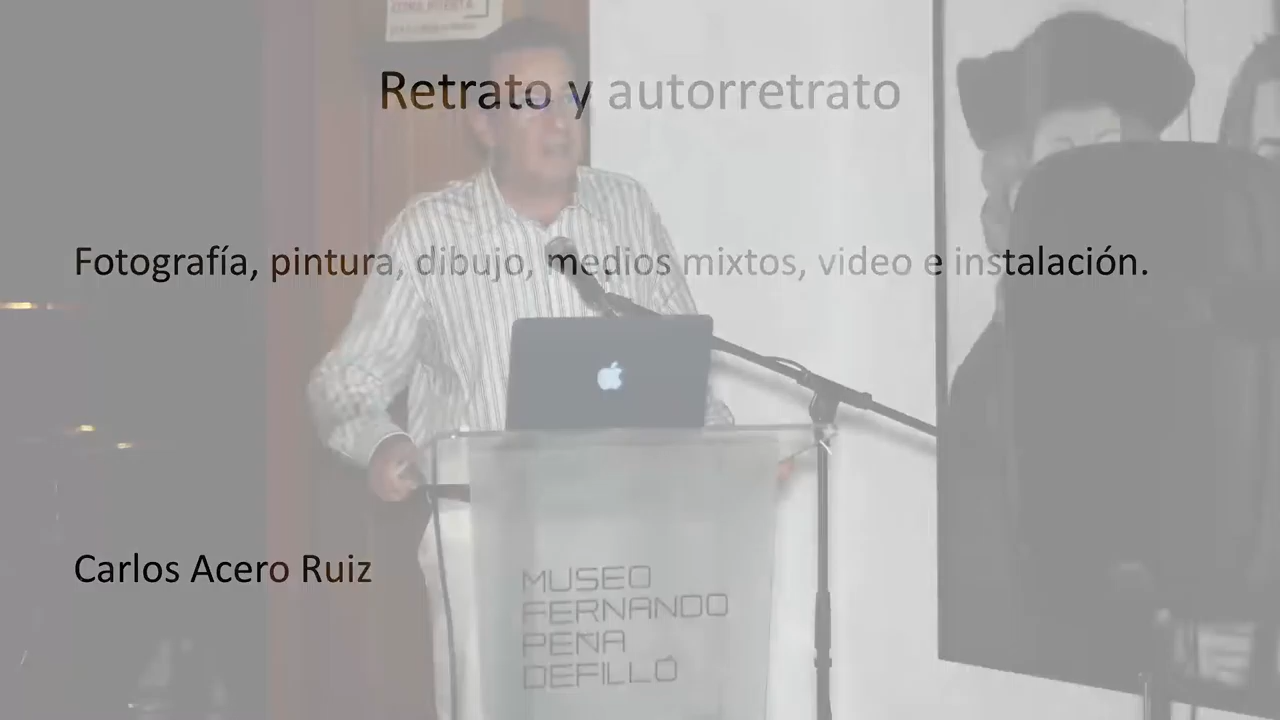 Retrato y autorretrato
Fotografía, pintura, dibujo, medios mixtos, video e instalación.
Carlos Acero Ruiz
MUSEO
FERNANDO
PEÑA
DEFILLÓ